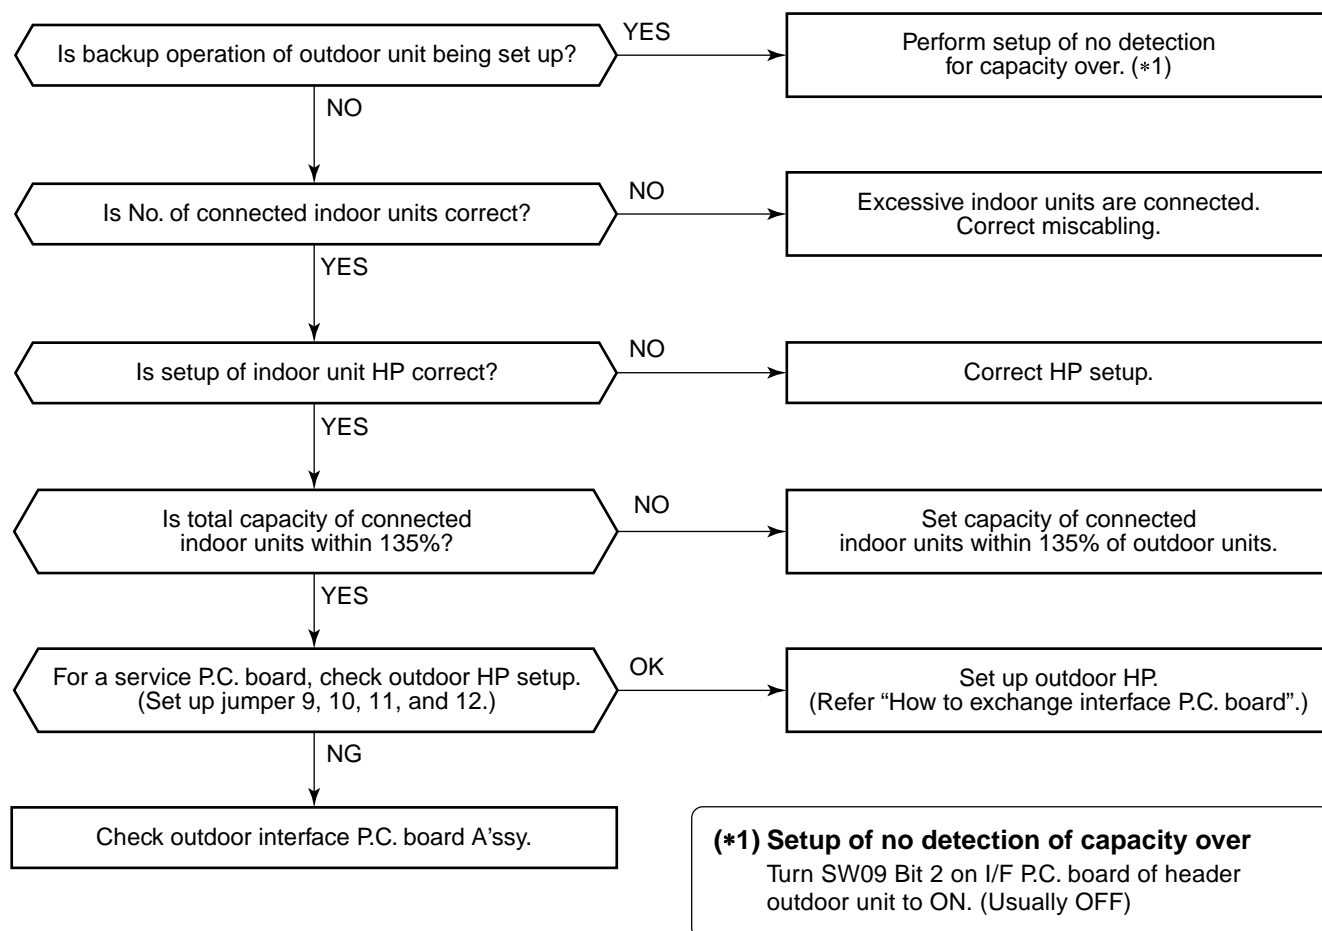 Is backup operation of outdoor unit being set up?
YES
Perform setup of no detection
for capacity over. (*1)
NO
Is No. of connected indoor units correct?
NO
Excessive indoor units are connected.
Correct miscabling.
YES
Is setup of indoor unit HP correct?
NO
Correct HP setup.
YES
Is total capacity of connected
indoor units within 135%?
NO
Set capacity of connected
indoor units within 135% of outdoor units.
YES
For a service P.C. board, check outdoor HP setup.
(Set up jumper 9, 10, 11, and 12.)
OK
Set up outdoor HP.
(Refer “How to exchange interface P.C. board”.)
NG
Check outdoor interface P.C. board A’ssy.
(*1) Setup of no detection of capacity over
Turn SW09 Bit 2 on I/F P.C. board of header
outdoor unit to ON. (Usually OFF)